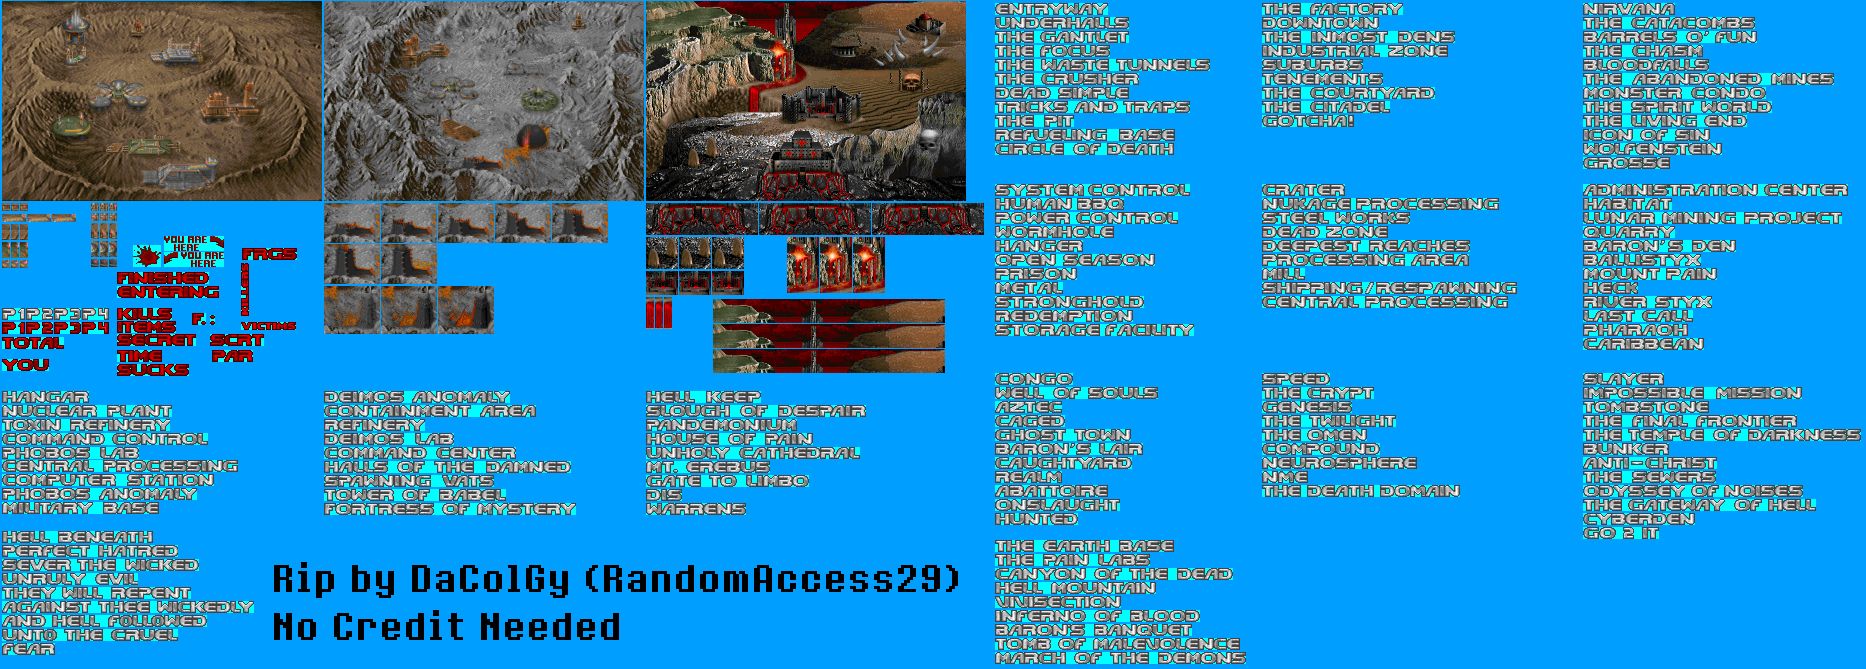 ENTRYWAY
UNDERHALLS
THE GANTLET
THE FOCUS
THE WASTE TUNNELS
THE CRUSHER
DEAD SIMPLE
TRICKS AND TRAPS
THE PIT
REFUELING BASE
CIRCLE OF DEATH
THE FACTORY
DOWNTOWN
THE INMOST DENS
INDUSTRIAL ZONE
SUBURBS
TENEMENTS
THE COURTYARD
THE CITADEL
GOTCHA!
NIRVANA
THE CATACOMBS
BARRELS O' FUN
THE CHASM
BLOODFALLS
THE ABANDONED MINES
MONSTER CONDO
THE SPIRIT WORLD
THE LIVING END
ICON OF SIN
WOLFENSTEIN
GROSSE
SYSTEM CONTROL
HUMAN BBQ
POWER CONTROL
WORMHOLE
HANGER
OPEN SEASON
PRISON
METAL
STRONGHOLD
REDEMPTION
STORAGE FACILITY
CRATER
NUKAGE PROCESSING
STEEL WORKS
DEAD ZONE
DEEPEST REACHES
PROCESSING AREA
MILL
SHIPPING/RESPAWNING
CENTRAL PROCESSING
ADMINISTRATION CENTER
HABITAT
LUNAR MINING PROJECT
QUARRY
BARON'S DEN
BALLISTYX
MOUNT PAIN
HECK
RIVER STYX
LAST CALL
PHARAOH
CARIBBEAN
YOU ARE
HERE
YOU ARE
HERE
FRGS
FINISHED
ENTERING
KILLERS
P1 P2 P3 P4
P1 P2 P3 P4
TOTAL
YOU
KILLS
ITEMS
SECRET
TIME
SUCKS
F.:
VICTIMS
SCRT
PAR
HANGAR
NUCLEAR PLANT
TOXIN REFINERY
COMMAND CONTROL
PHOBOS LAB
CENTRAL PROCESSING
COMPUTER STATION
PHOBOS ANOMALY
MILITARY BASE
DEIMOS ANOMALY
CONTAINMENT AREA
REFINERY
DEIMOS LAB
COMMAND CENTER
HALLS OF THE DAMNED
SPAWNING VATS
TOWER OF BABEL
FORTRESS OF MYSTERY
HELL KEEP
SLOUGH OF DESPAIR
PANDEMONIUM
HOUSE OF PAIN
UNHOLY CATHEDRAL
MT. EREBUS
GATE TO LIMBO
DIS
WARRENS
CONGO
WELL OF SOULS
AZTEC
CAGED
GHOST TOWN
BARON'S LAIR
CAUGHTYARD
REALM
ABATTOIRE
ONSLAUGHT
HUNTED
SPEED
THE CRYPT
GENESIS
THE TWILIGHT
THE OMEN
COMPOUND
NEUROSPHERE
NME
THE DEATH DOMAIN
SLAYER
IMPOSSIBLE MISSION
TOMBSTONE
THE FINAL FRONTIER
THE TEMPLE OF DARKNESS
BUNKER
ANTI-CHRIST
THE SEWERS
ODYSSEY OF NOISES
THE GATEWAY OF HELL
CYBERDEN
GO 2 IT
HELL BENEATH
PERFECT HATRED
SEVER THE WICKED
UNRULY EVIL
THEY WILL REPENT
AGAINST THEE WICKEDLY
AND HELL FOLLOWED
UNTO THE CRUEL
FEAR
Rip by DaColGy (RandomAccess29)
No Credit Needed
THE EARTH BASE
THE PAIN LABS
CANYON OF THE DEAD
HELL MOUNTAIN
VIVISECTION
INFERNO OF BLOOD
BARON'S BANQUET
TOMB OF MALEVOLENCE
MARCH OF THE DEMONS